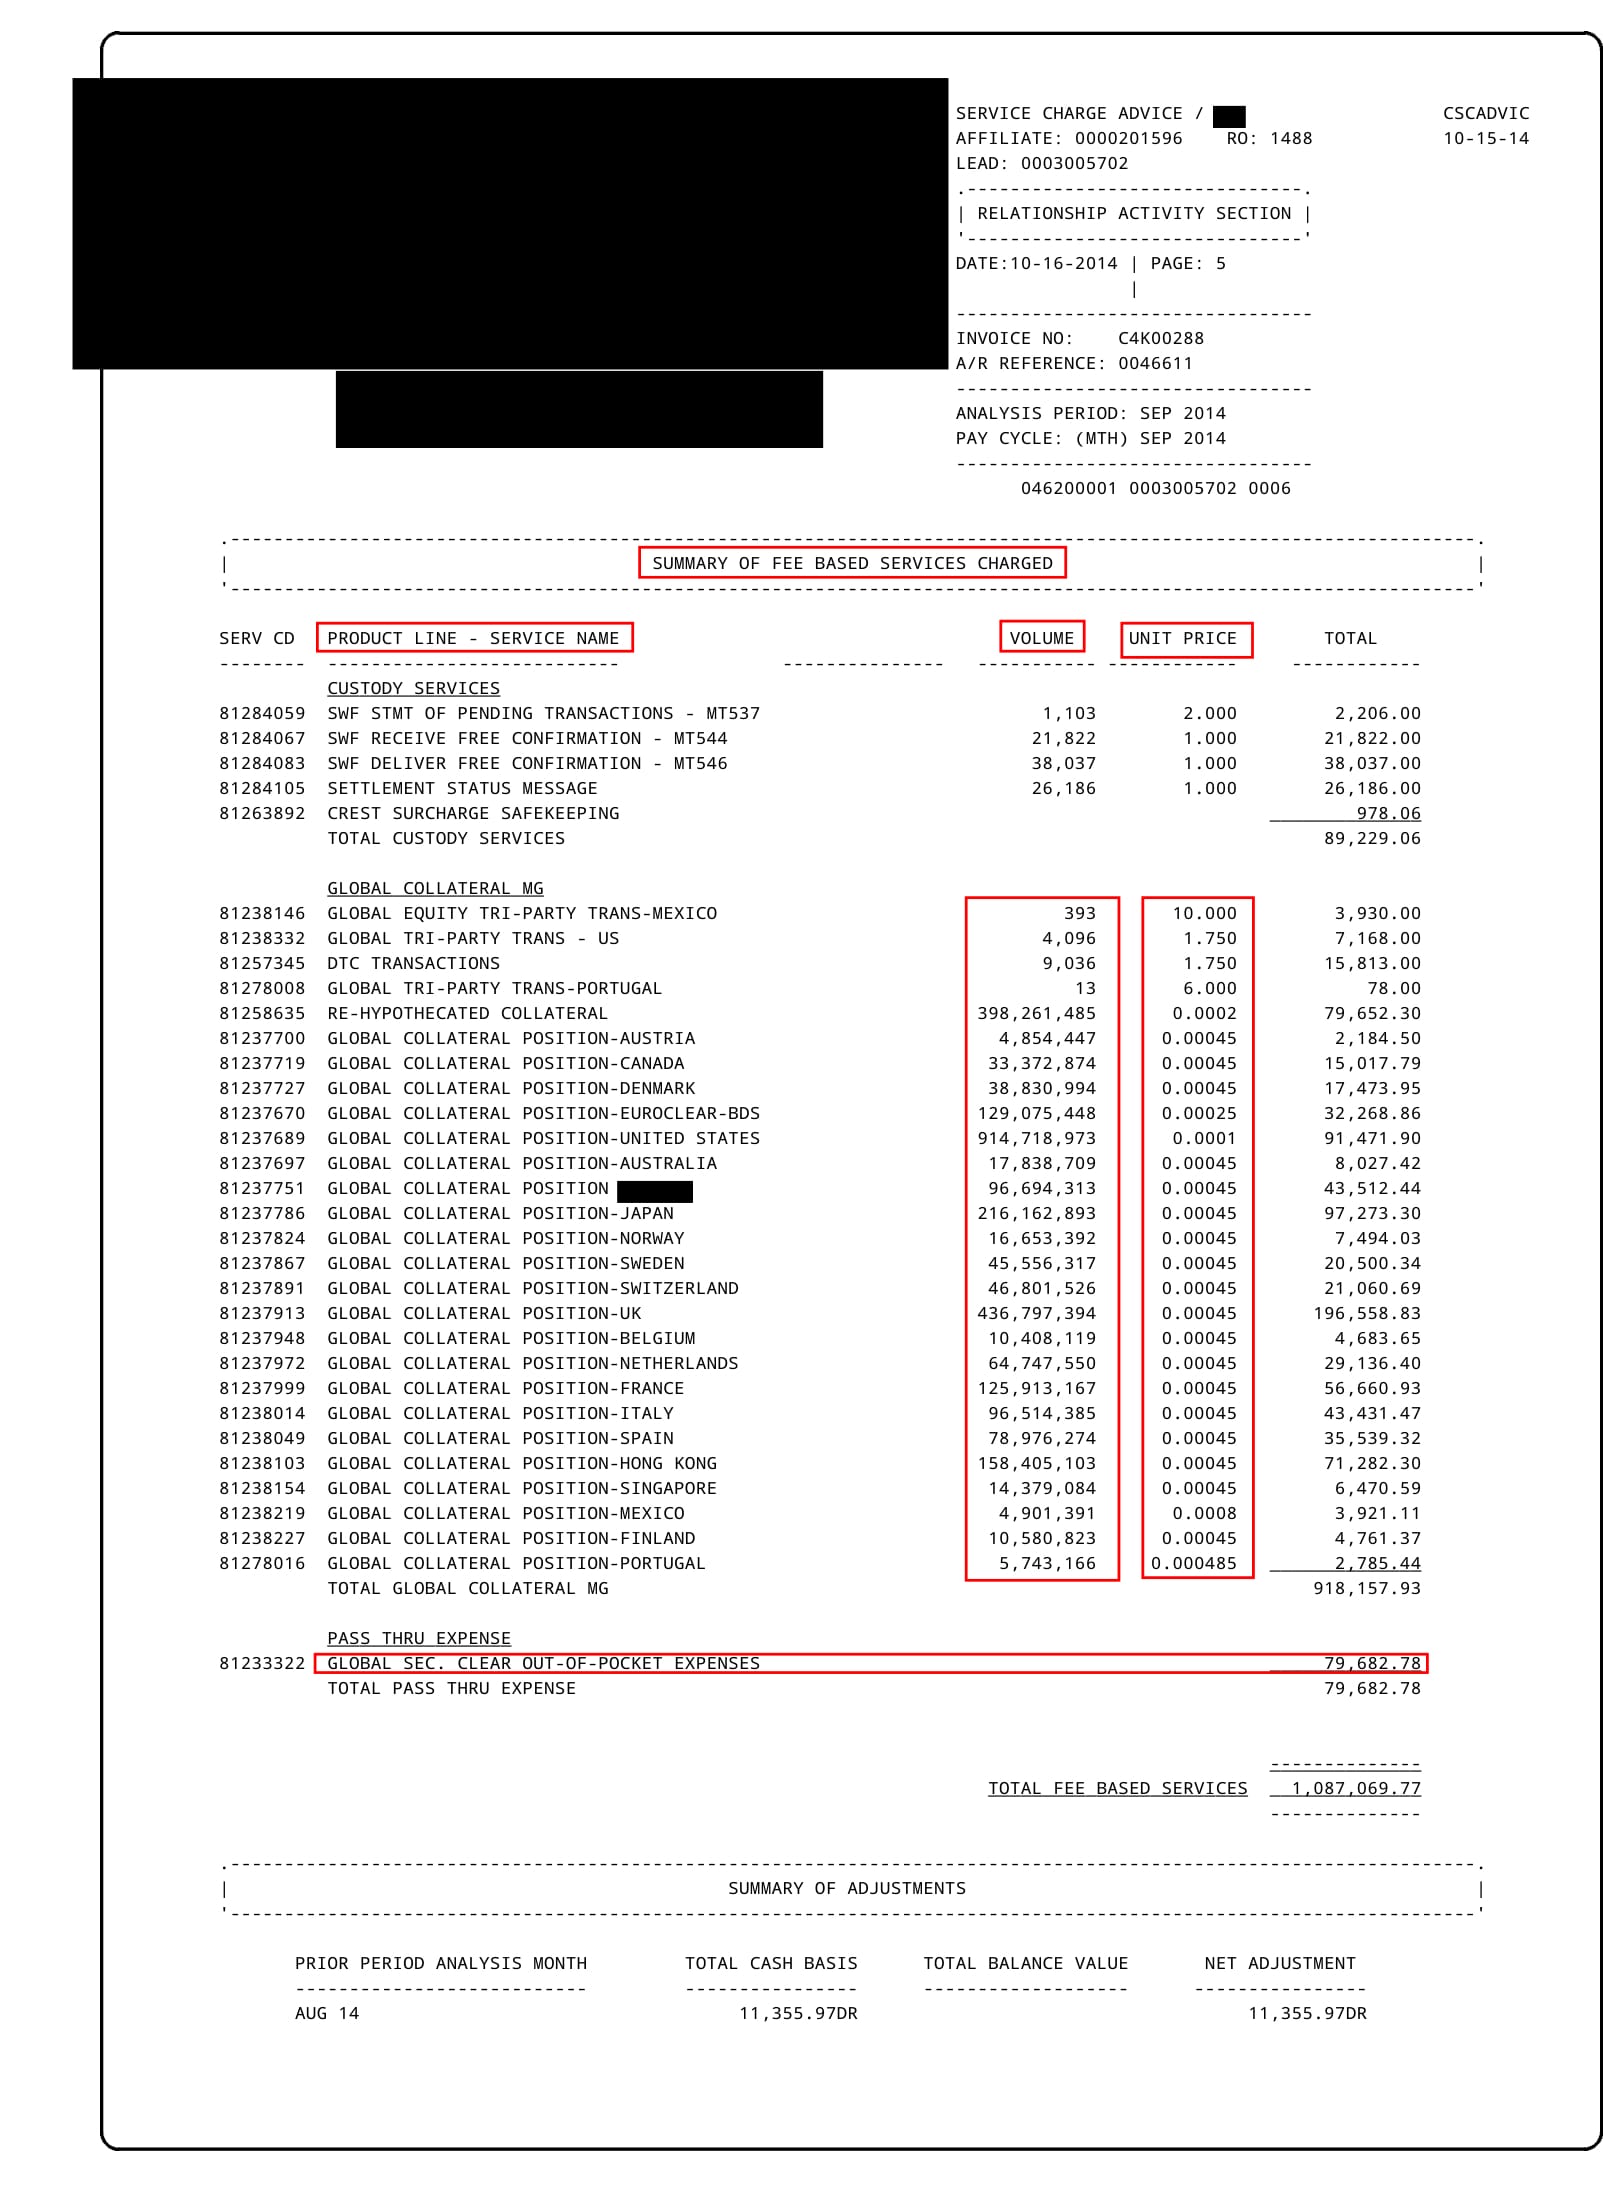 SERVICE CHARGE ADVICE / CSCADVIC
AFFILIATE: 0000201596 RO: 1488 10-15-14
LEAD: 0003005702
RELATIONSHIP ACTIVITY SECTION
DATE:10-16-2014 | PAGE: 5
INVOICE NO: C4K00288
A/R REFERENCE: 0046611
ANALYSIS PERIOD: SEP 2014
PAY CYCLE: (MTH) SEP 2014
046200001 0003005702 0006
SUMMARY OF FEE BASED SERVICES CHARGED
SERV CD PRODUCT LINE - SERVICE NAME VOLUME UNIT PRICE TOTAL
CUSTODY SERVICES
81284059 SWF STMT OF PENDING TRANSACTIONS - MT537 1,103 2.000 2,206.00
81284067 SWF RECEIVE FREE CONFIRMATION - MT544 21,822 1.000 21,822.00
81284083 SWF DELIVER FREE CONFIRMATION - MT546 38,037 1.000 38,037.00
81284105 SETTLEMENT STATUS MESSAGE 26,186 1.000 26,186.00
81263892 CREST SURCHARGE SAFEKEEPING 978.06
TOTAL CUSTODY SERVICES 89,229.06
GLOBAL COLLATERAL MG
81238146 GLOBAL EQUITY TRI-PARTY TRANS-MEXICO 393 10.000 3,930.00
81238332 GLOBAL TRI-PARTY TRANS - US 4,096 1.750 7,168.00
81257345 DTC TRANSACTIONS 9,036 1.750 15,813.00
81278008 GLOBAL TRI-PARTY TRANS-PORTUGAL 13 6.000 78.00
81258635 RE-HYPOTHECATED COLLATERAL 398,261,485 0.0002 79,652.30
81237700 GLOBAL COLLATERAL POSITION-AUSTRIA 4,854,447 0.00045 2,184.50
81237719 GLOBAL COLLATERAL POSITION-CANADA 33,372,874 0.00045 15,017.79
81237727 GLOBAL COLLATERAL POSITION-DENMARK 38,830,994 0.00045 17,473.95
81237670 GLOBAL COLLATERAL POSITION-EUROCLEAR-BDS 129,075,448 0.00025 32,268.86
81237689 GLOBAL COLLATERAL POSITION-UNITED STATES 914,718,973 0.0001 91,471.90
81237697 GLOBAL COLLATERAL POSITION-AUSTRALIA 17,838,709 0.00045 8,027.42
81237751 GLOBAL COLLATERAL POSITION 96,694,313 0.00045 43,512.44
81237786 GLOBAL COLLATERAL POSITION-JAPAN 216,162,893 0.00045 97,273.30
81237824 GLOBAL COLLATERAL POSITION-NORWAY 16,653,392 0.00045 7,494.03
81237867 GLOBAL COLLATERAL POSITION-SWEDEN 45,556,317 0.00045 20,500.34
81237891 GLOBAL COLLATERAL POSITION-SWITZERLAND 46,801,526 0.00045 21,060.69
81237913 GLOBAL COLLATERAL POSITION-UK 436,797,394 0.00045 196,558.83
81237948 GLOBAL COLLATERAL POSITION-BELGIUM 10,408,119 0.00045 4,683.65
81237972 GLOBAL COLLATERAL POSITION-NETHERLANDS 64,747,550 0.00045 29,136.40
81237999 GLOBAL COLLATERAL POSITION-FRANCE 125,913,167 0.00045 56,660.93
81238014 GLOBAL COLLATERAL POSITION-ITALY 96,514,385 0.00045 43,431.47
81238049 GLOBAL COLLATERAL POSITION-SPAIN 78,976,274 0.00045 35,539.32
81238103 GLOBAL COLLATERAL POSITION-HONG KONG 158,405,103 0.00045 71,282.30
81238154 GLOBAL COLLATERAL POSITION-SINGAPORE 14,379,084 0.00045 6,470.59
81238219 GLOBAL COLLATERAL POSITION-MEXICO 4,901,391 0.0008 3,921.11
81238227 GLOBAL COLLATERAL POSITION-FINLAND 10,580,823 0.00045 4,761.37
81278016 GLOBAL COLLATERAL POSITION-PORTUGAL 5,743,166 0.000485 2,785.44
TOTAL GLOBAL COLLATERAL MG 918,157.93
PASS THRU EXPENSE
81233322 GLOBAL SEC. CLEAR OUT-OF-POCKET EXPENSES 79,682.78
TOTAL PASS THRU EXPENSE 79,682.78
TOTAL FEE BASED SERVICES 1,087,069.77
SUMMARY OF ADJUSTMENTS
PRIOR PERIOD ANALYSIS MONTH TOTAL CASH BASIS TOTAL BALANCE VALUE NET ADJUSTMENT
AUG 14 11,355.97DR 11,355.97DR